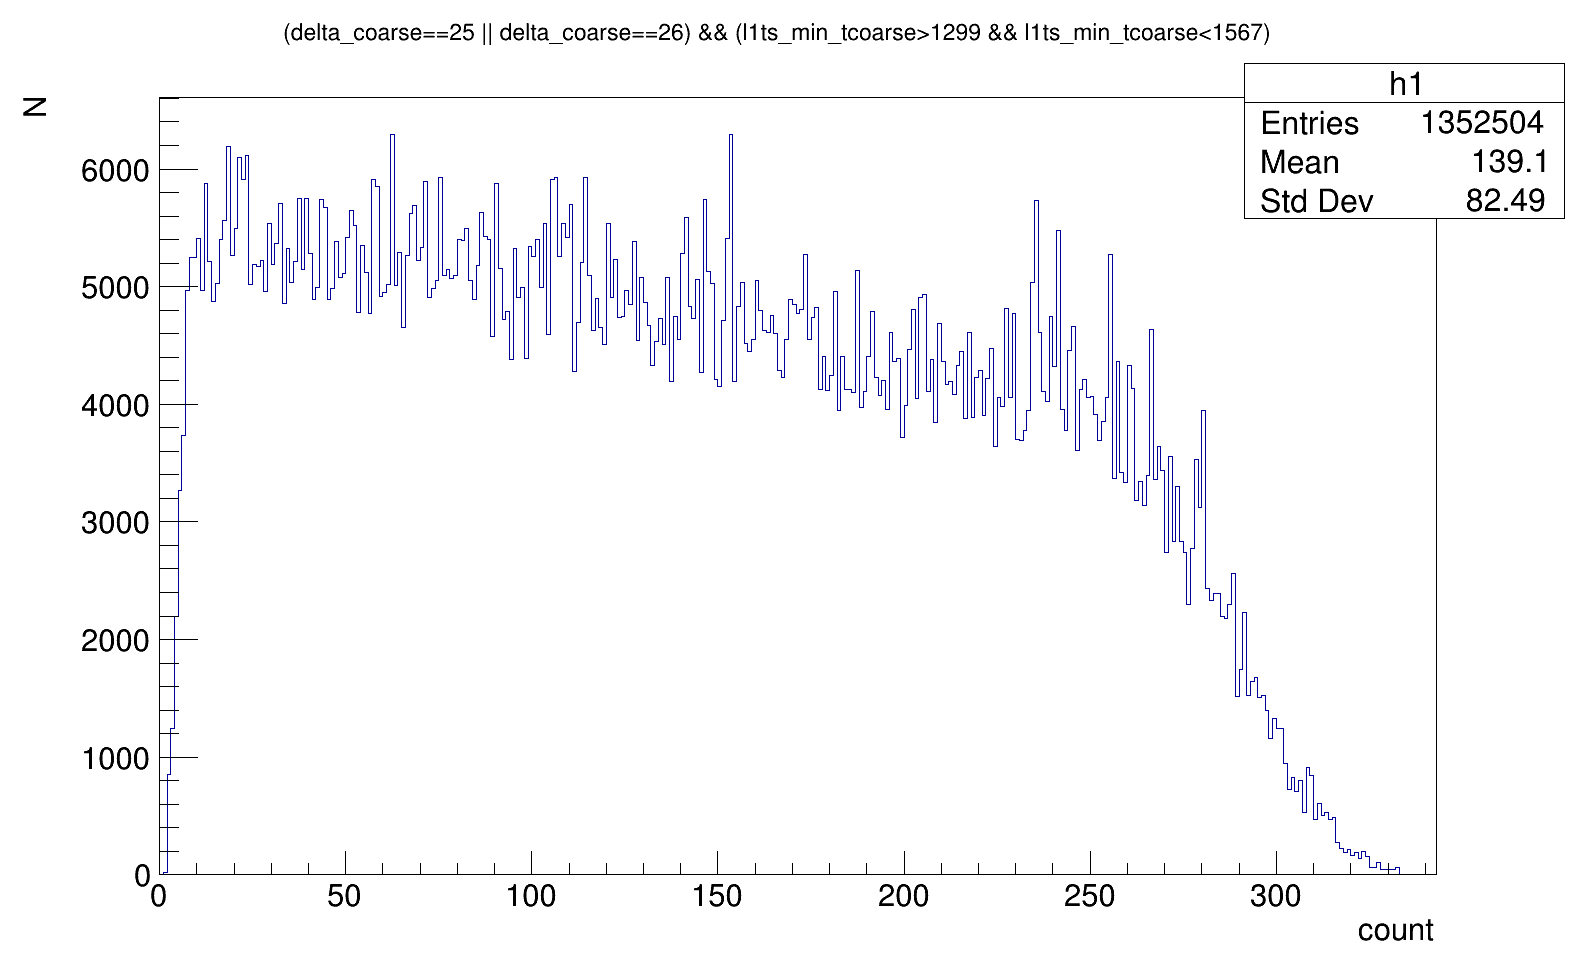 (delta_coarse==25 || delta_coarse==26) && (l1ts_min_tcoarse>1299 && l1ts_min_tcoarse<1567)
h1
Entries 1352504
Mean 139.1
Std Dev 82.49
N
6000
5000
4000
3000
2000
1000
0
0 50 100 150 200 250 300
count